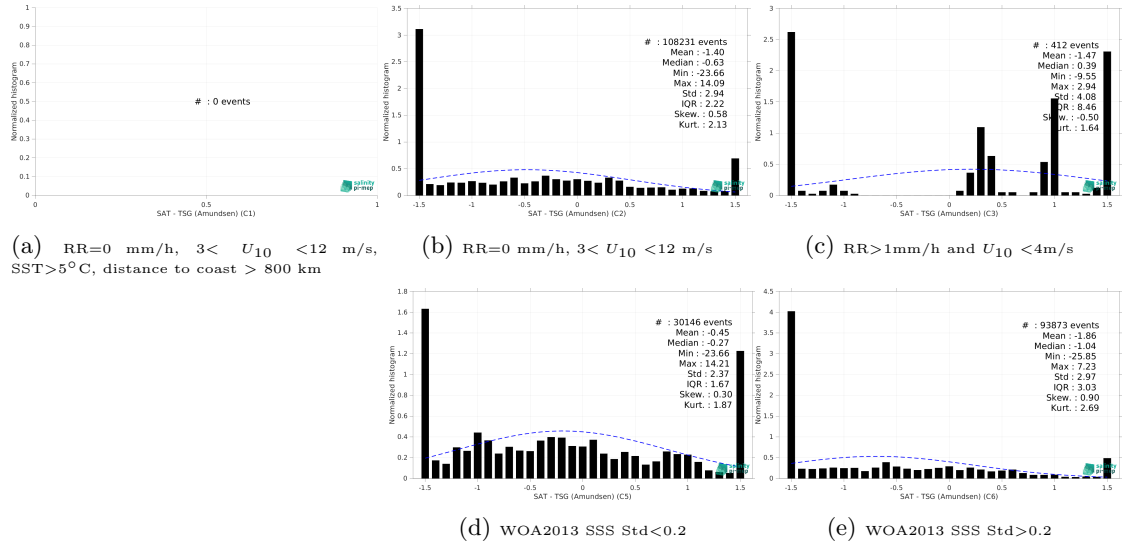 1
0.9
0.8
0.7
0.6
0.5
0.4
0.3
0.2
0.1
0
Normalized histogram
# : 0 events
salinity
pi-mep
0 0.5 1
SAT - TSG (Amundsen) (C1)
(a) RR=0 mm/h, 3< U10 <12 m/s,
SST>5°C, distance to coast > 800 km
3.5
3
2.5
2
1.5
1
0.5
0
Normalized histogram
# : 108231 events
Mean : -1.40
Median : -0.63
Min : -23.66
Max : 14.09
Std : 2.94
IQR : 2.22
Skew. : 0.58
Kurt. : 2.13
salinity
pi-mep
-1.5 -1 -0.5 0 0.5 1 1.5
SAT - TSG (Amundsen) (C2)
(b) RR=0 mm/h, 3< U10 <12 m/s
3
2.5
2
1.5
1
0.5
0
Normalized histogram
# : 412 events
Mean : -1.47
Median : 0.39
Min : -9.55
Max : 2.94
Std : 4.08
IQR : 8.46
Skew. : -0.50
Kurt. : 1.64
-1.5 -1 -0.5 0 0.5 1 1.5
SAT - TSG (Amundsen) (C3)
(c) RR>1mm/h and U10 <4m/s
1.8
1.6
1.4
1.2
1
0.8
0.6
0.4
0.2
0
Normalized histogram
# : 30146 events
Mean : -0.45
Median : -0.27
Min : -23.66
Max : 14.21
Std : 2.37
IQR : 1.67
Skew. : 0.30
Kurt. : 1.87
-1.5 -1 -0.5 0 0.5 1 1.5
SAT - TSG (Amundsen) (C5)
(d) WOA2013 SSS Std<0.2
4.5
4
3.5
3
2.5
2
1.5
1
0.5
0
Normalized histogram
# : 93873 events
Mean : -1.86
Median : -1.04
Min : -25.85
Max : 7.23
Std : 2.97
IQR : 3.03
Skew. : 0.90
Kurt. : 2.69
salinity
pi-mep
-1.5 -1 -0.5 0 0.5 1 1.5
SAT - TSG (Amundsen) (C6)
(e) WOA2013 SSS Std>0.2